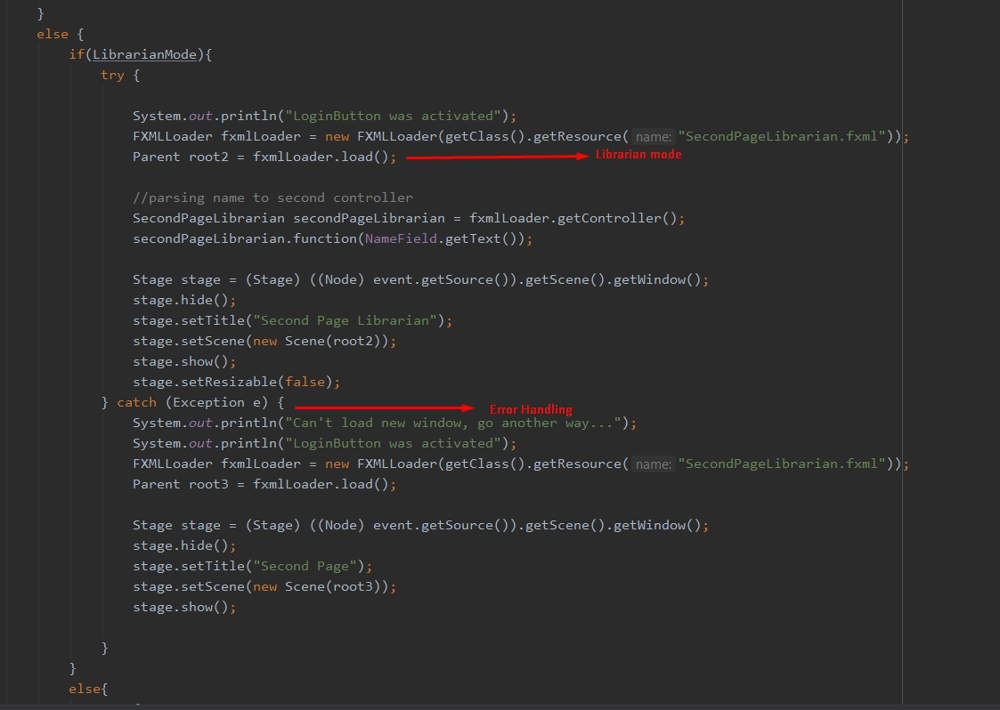 }
else {
if(LibrarianMode){
try {
System.out.println("LoginButton was activated");
FXMLLoader fxmlLoader = new FXMLLoader(getClass().getResource( name: "SecondPageLibrarian.fxml"));
Parent root2 = fxmlLoader.load(); Librarian mode
//parsing name to second controller
SecondPageLibrarian secondPageLibrarian = fxmlLoader.getController();
secondPageLibrarian.function(NameField.getText());
Stage stage = (Stage) ((Node) event.getSource()).getScene().getWindow();
stage.hide();
stage.setTitle("Second Page Librarian");
stage.setScene(new Scene(root2));
stage.show();
stage.setResizable(false);
} catch (Exception e) { Error Handling
System.out.println("Can't load new window, go another way...");
System.out.println("LoginButton was activated");
FXMLLoader fxmlLoader = new FXMLLoader(getClass().getResource( name: "SecondPageLibrarian.fxml"));
Parent root3 = fxmlLoader.load();
Stage stage = (Stage) ((Node) event.getSource()).getScene().getWindow();
stage.hide();
stage.setTitle("Second Page");
stage.setScene(new Scene(root3));
stage.show();
}
}
else{